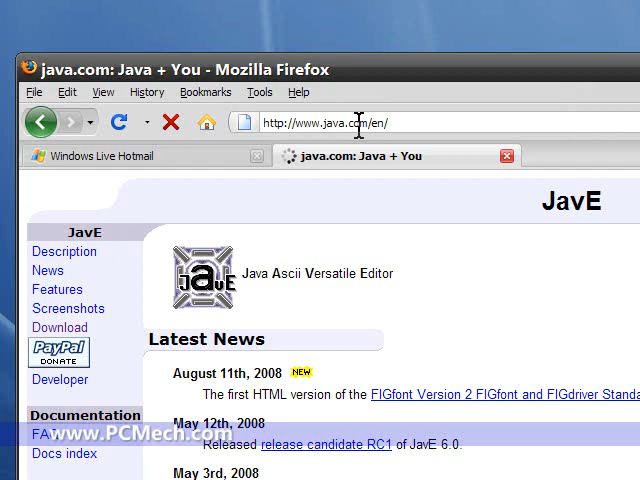 java.com: Java + You - Mozilla Firefox
File Edit View History Bookmarks Tools Help
http://www.java.com/en/
Windows Live Hotmail
java.com: Java + You
JavE
JavE
Description
News
Features
Screenshots
Download
PayPal
DONATE
Developer
Documentation
FAQ
Docs index
JavE
Java Ascii Versatile Editor
Latest News
August 11th, 2008 NEW
The first HTML version of the FIGfont Version 2 FIGfont and FIGdriver Standa
May 12th, 2008
Released release candidate RC1 of JavE 6.0.
May 3rd, 2008
www.PCMech.com